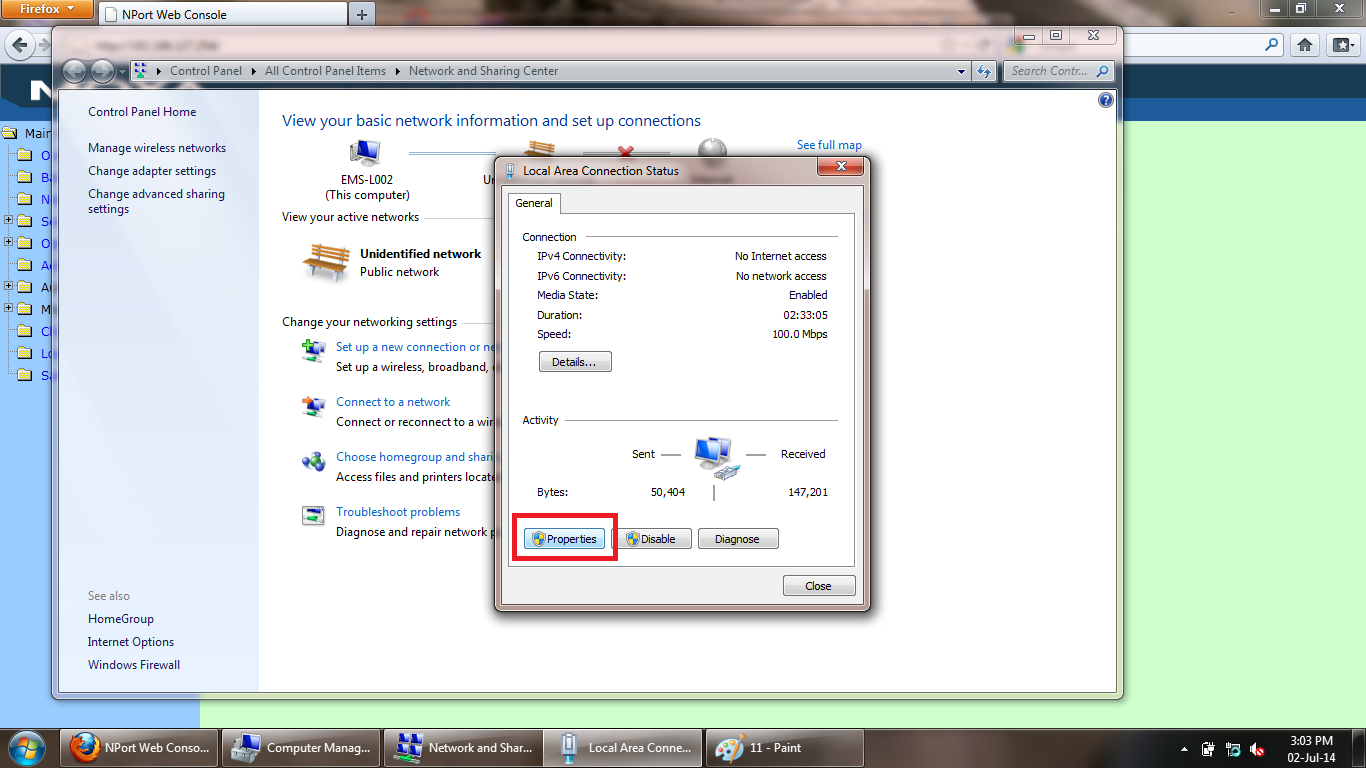 Firefox
NPort Web Console
Control Panel
All Control Panel Items
Network and Sharing Center
Search Contr...
Control Panel Home
Manage wireless networks
Change adapter settings
Change advanced sharing
settings
See also
HomeGroup
Internet Options
Windows Firewall
View your basic network information and set up connections
See full map
EMS-L002
(This computer)
View your active networks
Unidentified network
Public network
Change your networking settings
Set up a new connection or ne
Set up a wireless, broadband,
Connect to a network
Connect or reconnect to a wir
Choose homegroup and shari
Access files and printers locate
Troubleshoot problems
Diagnose and repair network p
Local Area Connection Status
General
Connection
IPv4 Connectivity: No Internet access
IPv6 Connectivity: No network access
Media State: Enabled
Duration: 02:33:05
Speed: 100.0 Mbps
Details...
Activity
Sent
Received
Bytes: 50,404 147,201
Properties
Disable
Diagnose
Close
Main
NPort Web Conso...
Computer Manag...
Network and Shar...
Local Area Conne...
11 - Paint
3:03 PM
02-Jul-14